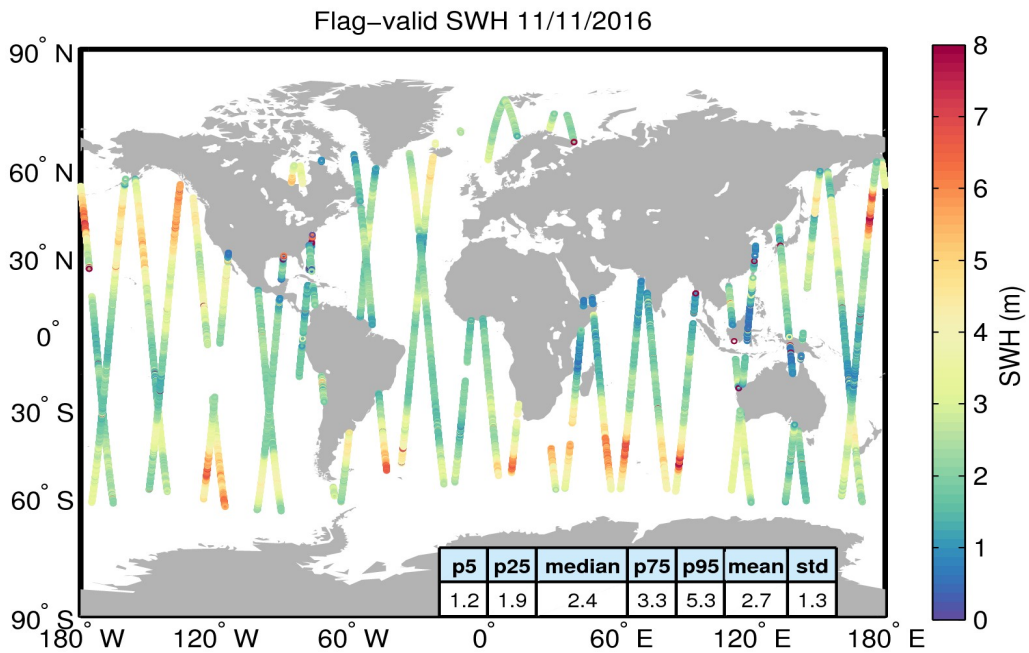 Flag−valid SWH 11/11/2016
90° N
60° N
30° N
0°
30° S
60° S
90° S
180° W
120° W
60° W
0°
60° E
120° E
180° E
p5 p25 median p75 p95 mean std
1.2 1.9 2.4 3.3 5.3 2.7 1.3
8
7
6
5
4
3
2
1
0
SWH (m)